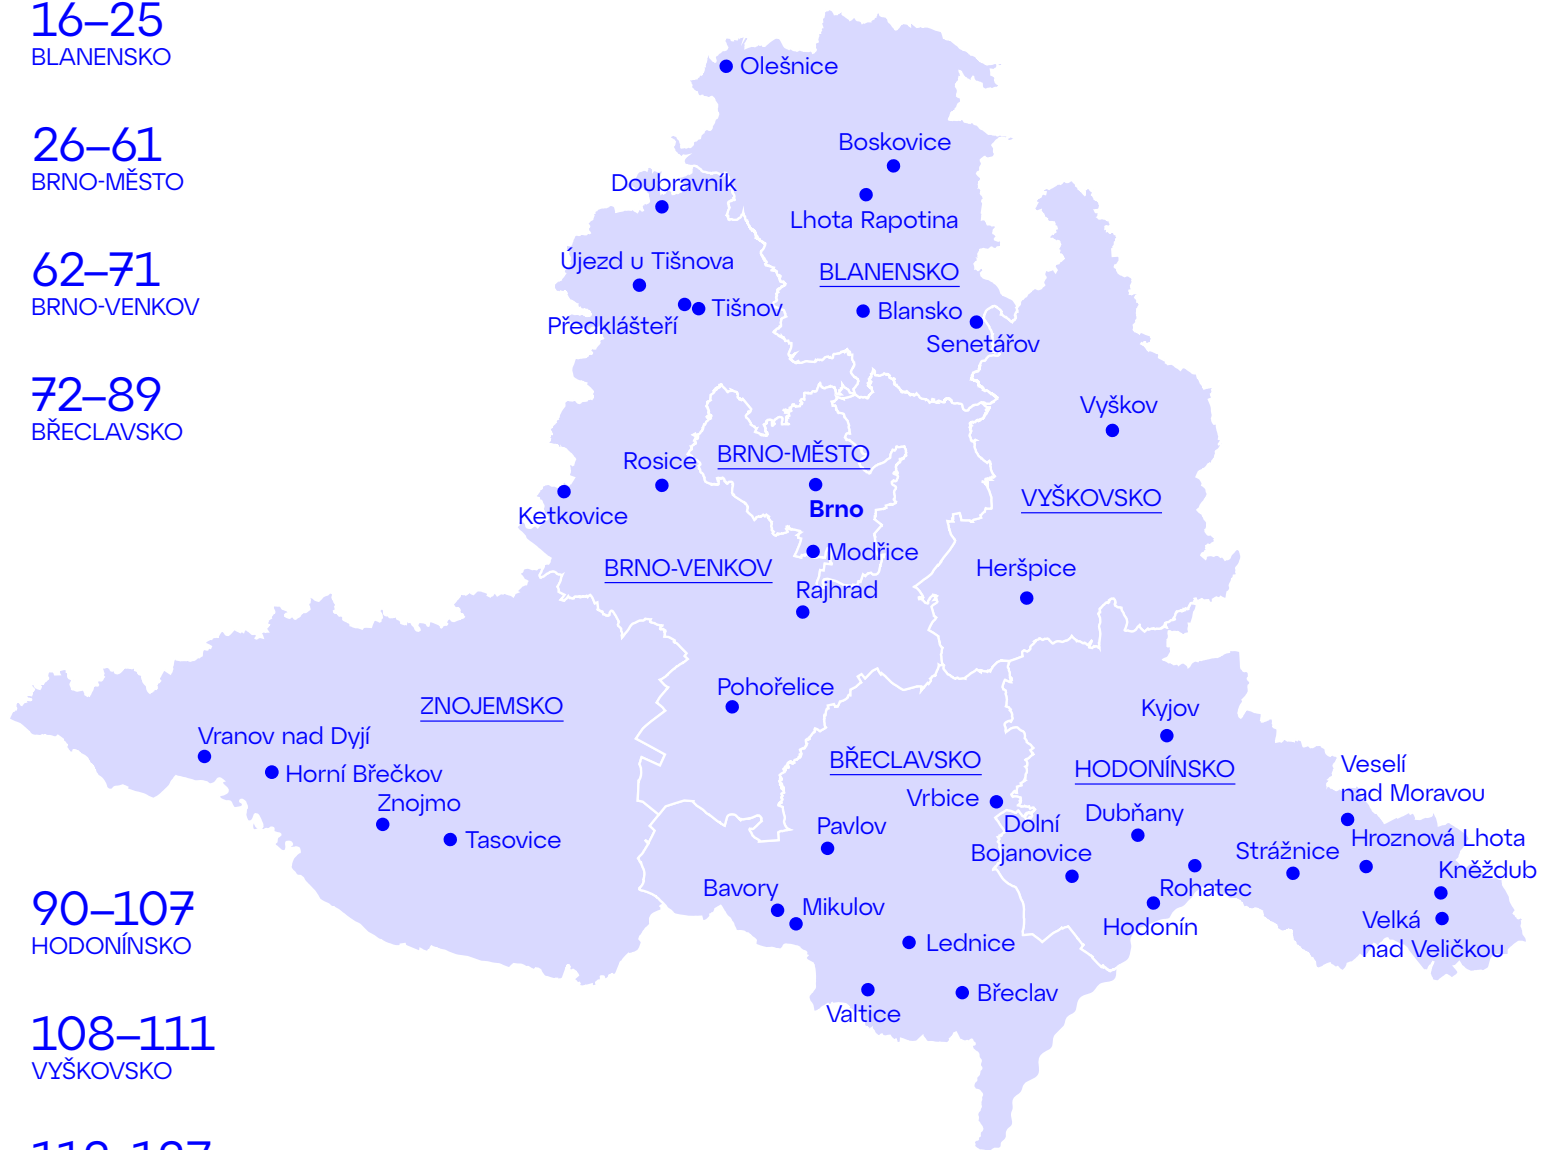 16–25
BLANENSKO
26–61
BRNO-MĚSTO
62–71
BRNO-VENKOV
72–89
BŘECLAVSKO
90–107
HODONÍNSKO
108–111
VYŠKOVSKO
Olešnice
Boskovice
Doubravník
Lhota Rapotina
Újezd u Tišnova
BLANENSKO
Tišnov
Blansko
Předklášteří
Senetářov
Vyškov
BRNO-MĚSTO
Rosice
VYŠKOVSKO
Brno
Ketkovice
Modřice
BRNO-VENKOV
Heršpice
Rajhrad
Pohořelice
ZNOJEMSKO
Kyjov
Vranov nad Dyjí
BŘECLAVSKO
HODONÍNSKO
Veselí
nad Moravou
Horní Břečkov
Vrbice
Znojmo
Dubňany
Dolní
Bojanovice
Pavlov
Tasovice
Hroznová Lhota
Strážnice
Kněždub
Bavory
Rohatec
Mikulov
Hodonín
Velká
nad Veličkou
Lednice
Břeclav
Valtice